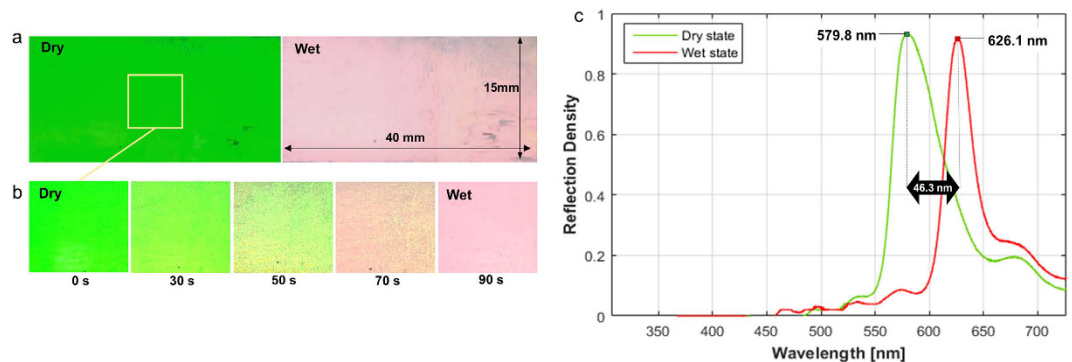 a
Dry
Wet
15mm
40 mm
b
Dry
Wet
0 s
30 s
50 s
70 s
90 s
c
Reflection Density
1
0.8
0.6
0.4
0.2
0
Dry state
Wet state
579.8 nm
626.1 nm
46.3 nm
350 400 450 500 550 600 650 700
Wavelength [nm]